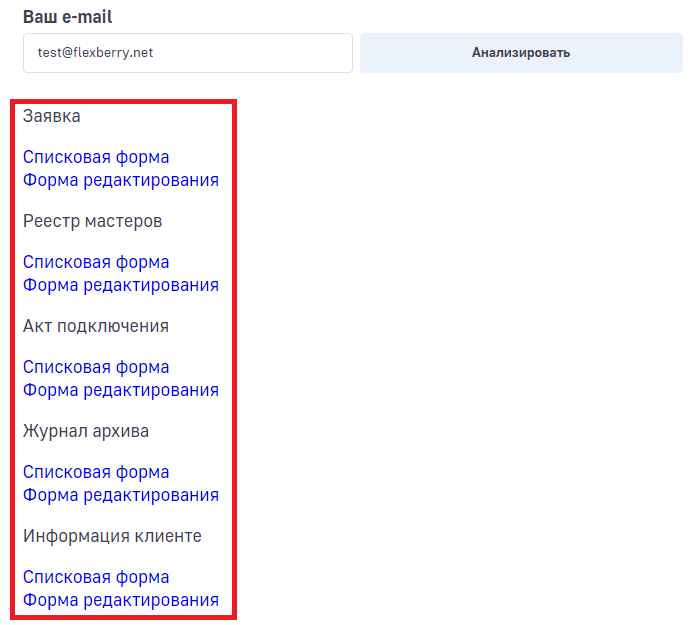 Ваш e-mail
test@flexberry.net
Анализировать
Заявка
Списковая форма
Форма редактирования
Реестр мастеров
Списковая форма
Форма редактирования
Акт подключения
Списковая форма
Форма редактирования
Журнал архива
Списковая форма
Форма редактирования
Информация клиенте
Списковая форма
Форма редактирования